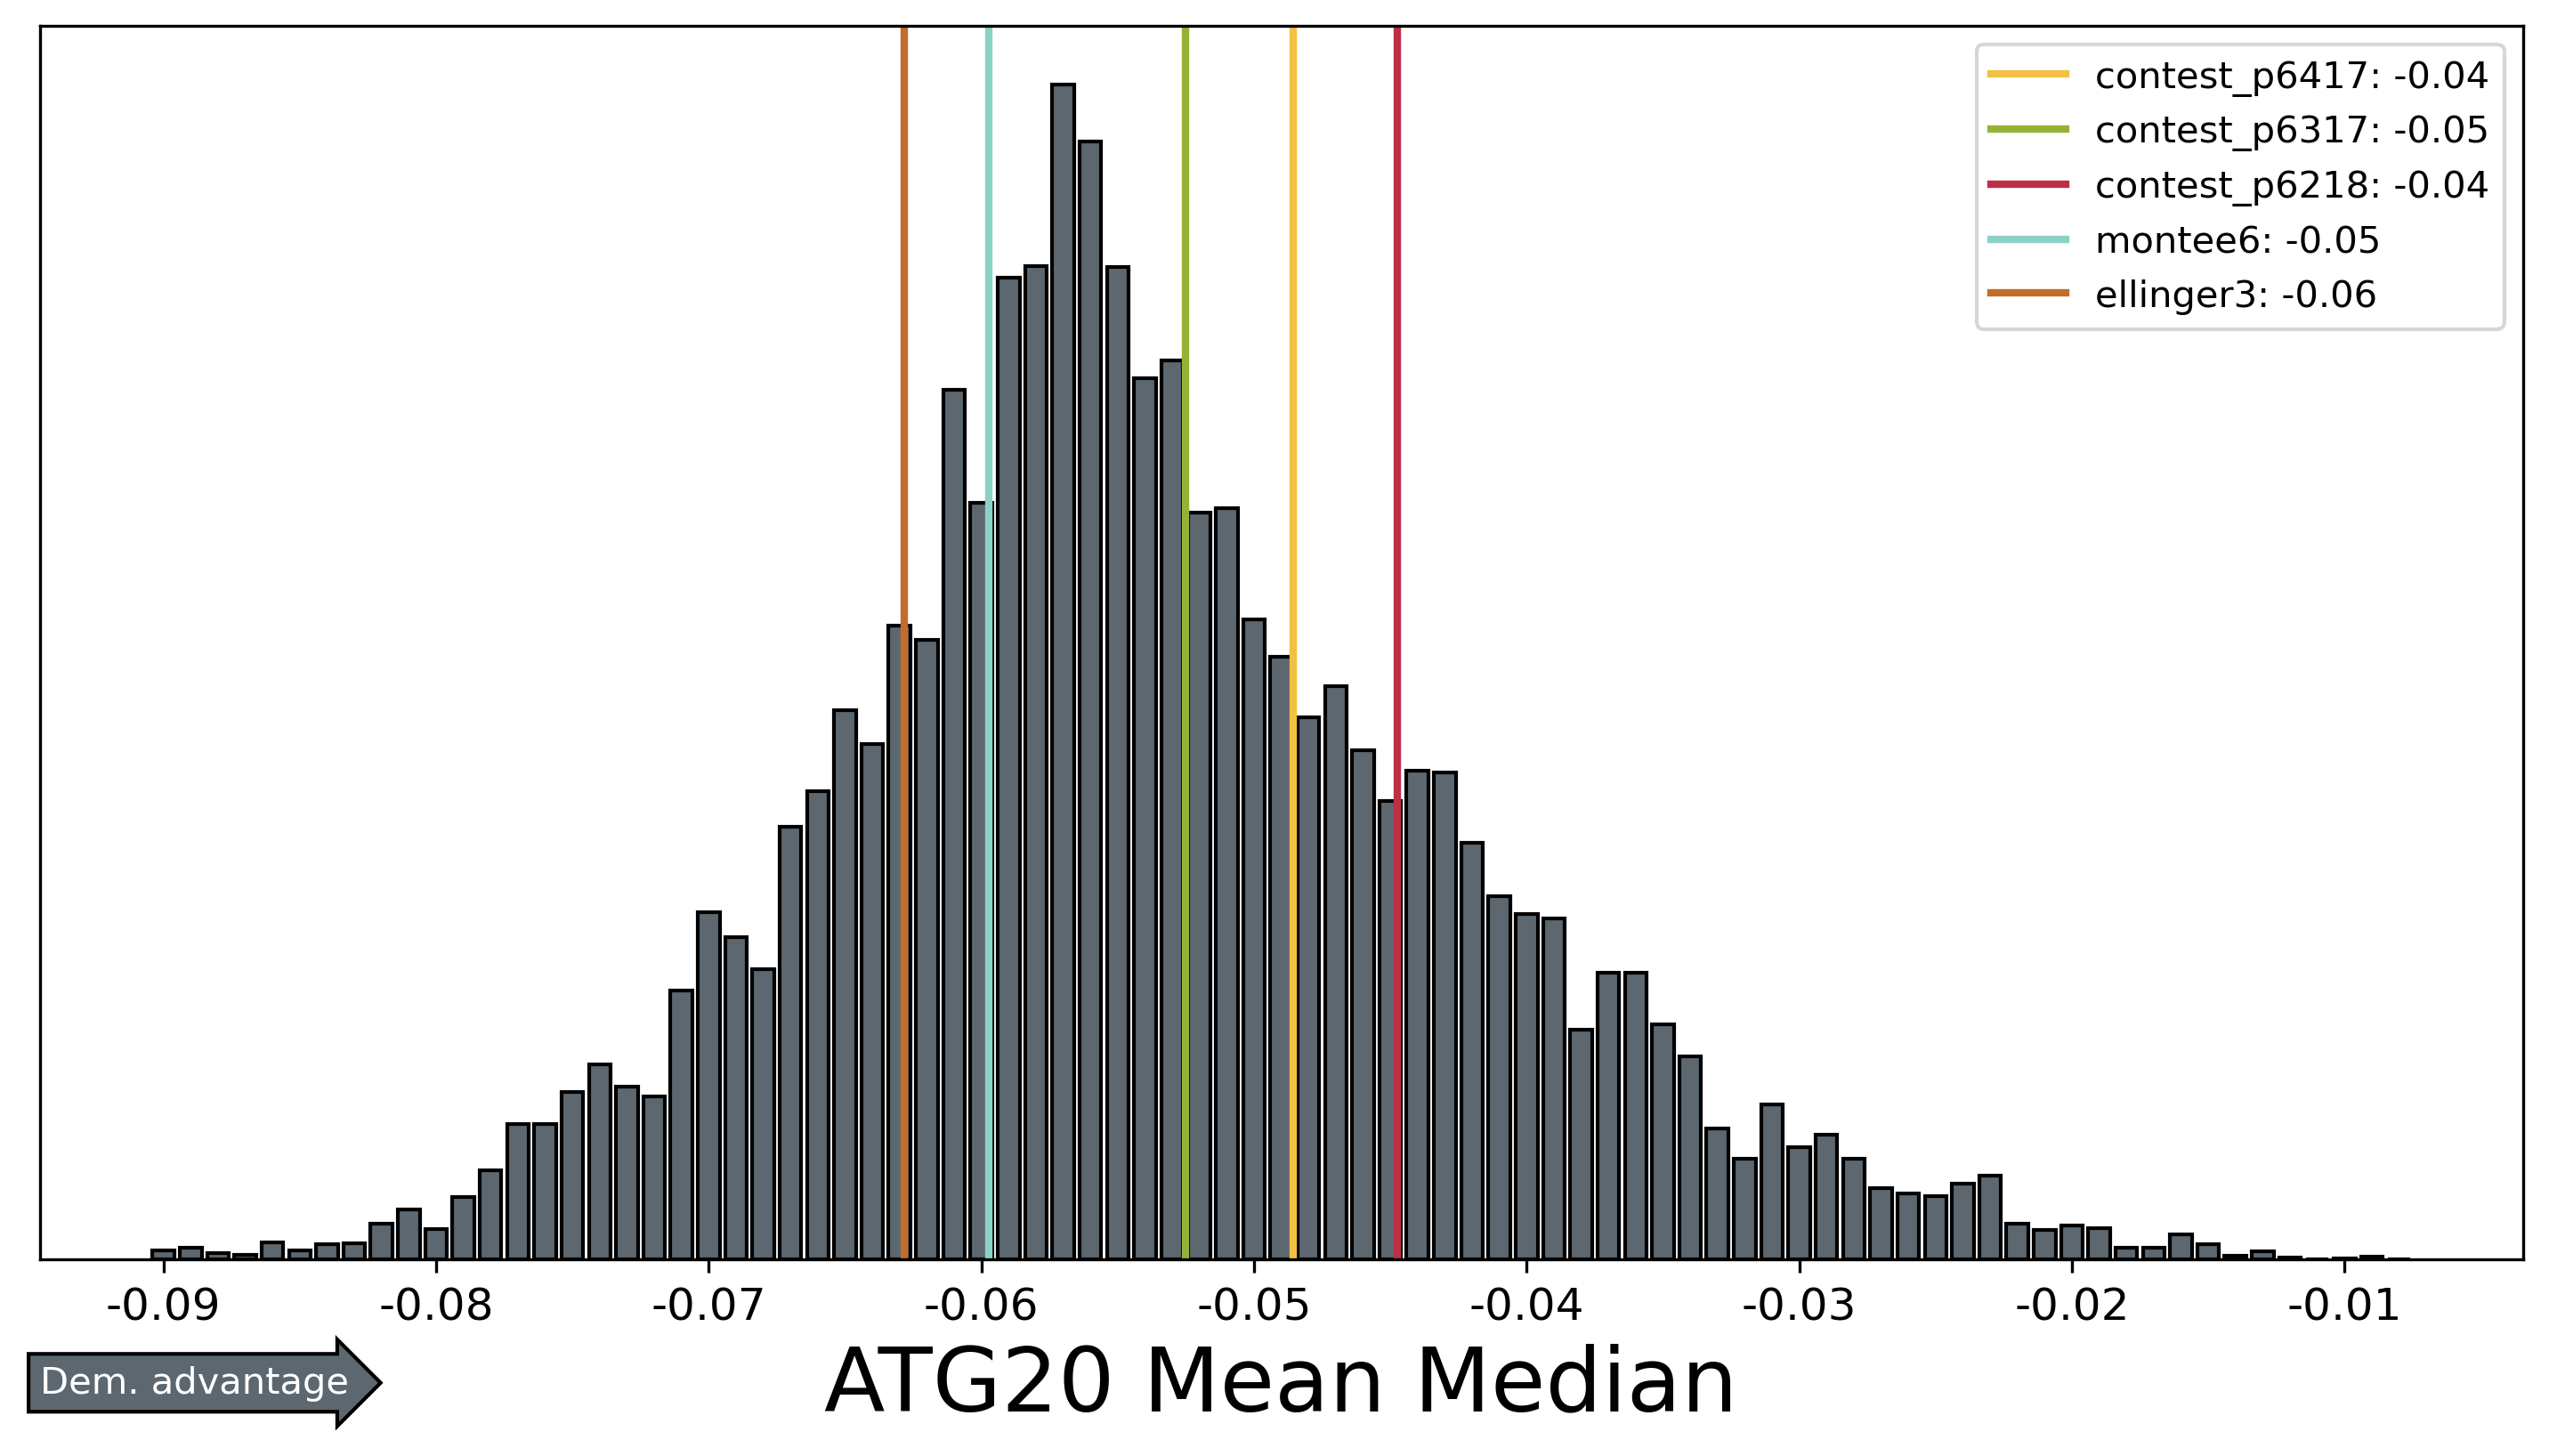 contest_p6417: -0.04
contest_p6317: -0.05
contest_p6218: -0.04
montee6: -0.05
ellinger3: -0.06
-0.09 -0.08 -0.07 -0.06 -0.05 -0.04 -0.03 -0.02 -0.01
Dem. advantage
ATG20 Mean Median